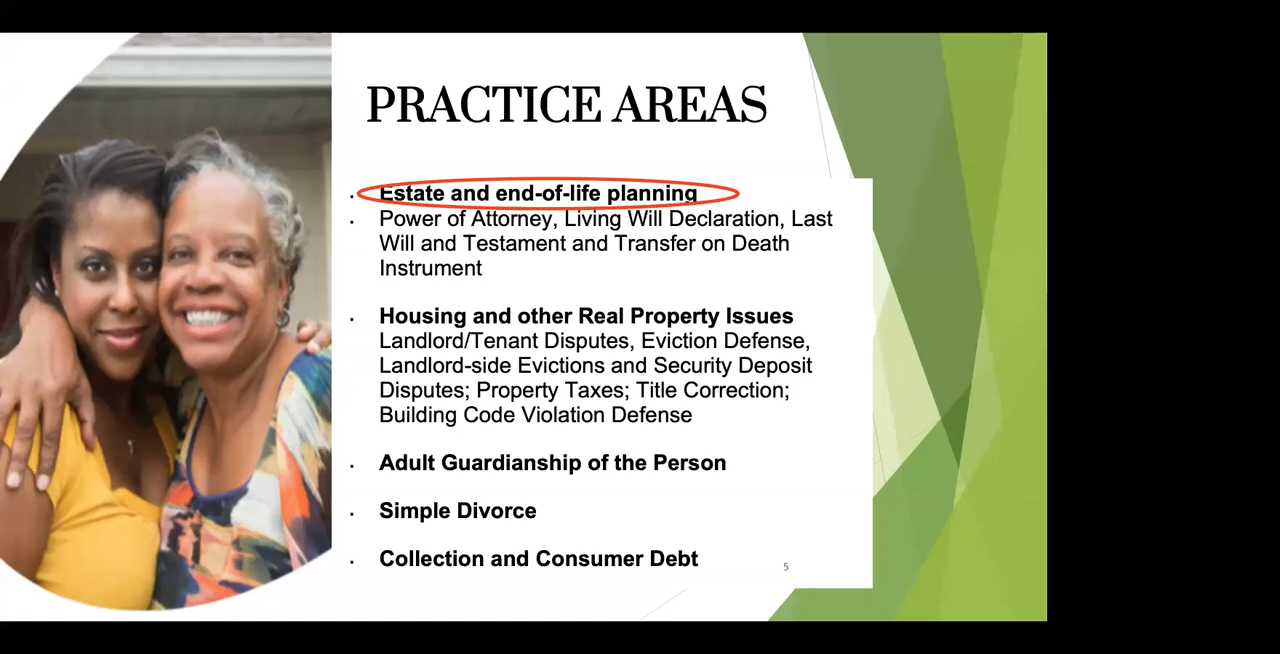 PRACTICE AREAS
· Estate and end-of-life planning
· Power of Attorney, Living Will Declaration, Last
Will and Testament and Transfer on Death
Instrument
· Housing and other Real Property Issues
Landlord/Tenant Disputes, Eviction Defense,
Landlord-side Evictions and Security Deposit
Disputes; Property Taxes; Title Correction;
Building Code Violation Defense
· Adult Guardianship of the Person
· Simple Divorce
· Collection and Consumer Debt
5